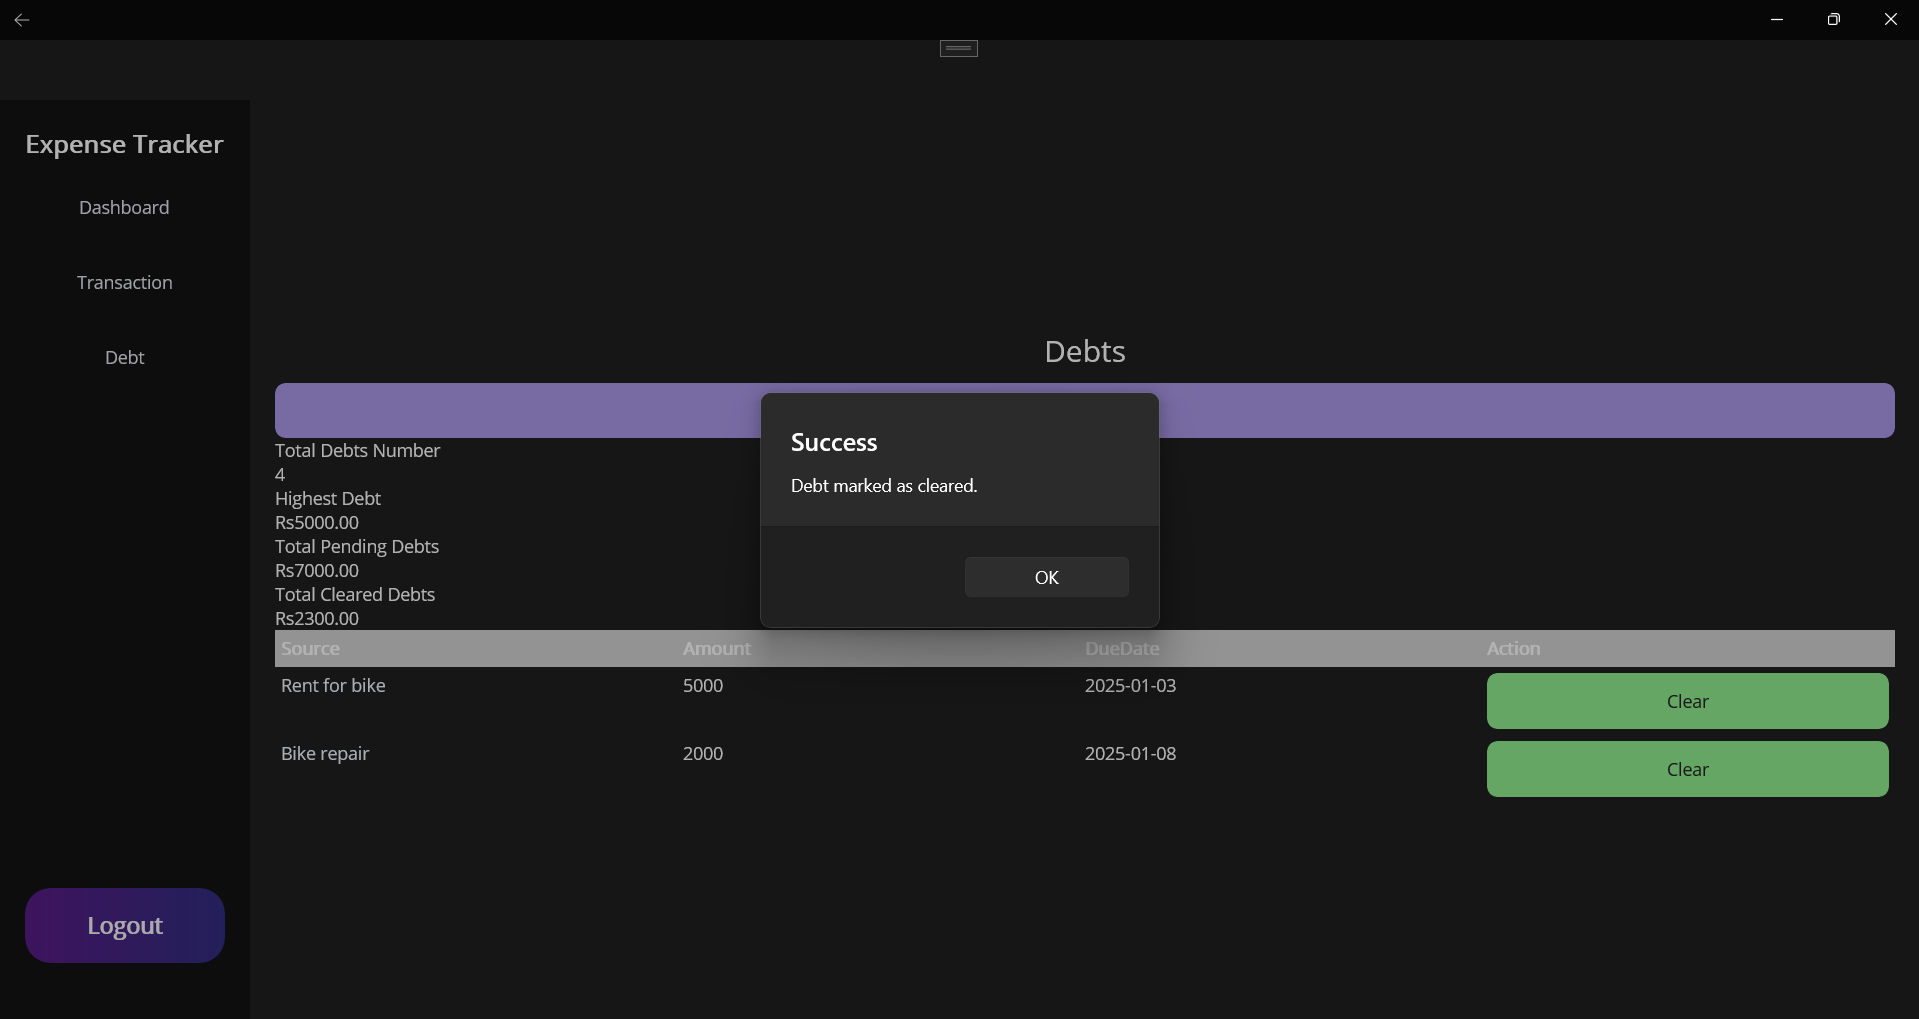 Expense Tracker
Dashboard
Transaction
Debt
Logout
Debts
Total Debts Number
4
Highest Debt
Rs5000.00
Total Pending Debts
Rs7000.00
Total Cleared Debts
Rs2300.00
Success
Debt marked as cleared.
OK
Source Amount DueDate Action
Rent for bike 5000 2025-01-03 Clear
Bike repair 2000 2025-01-08 Clear